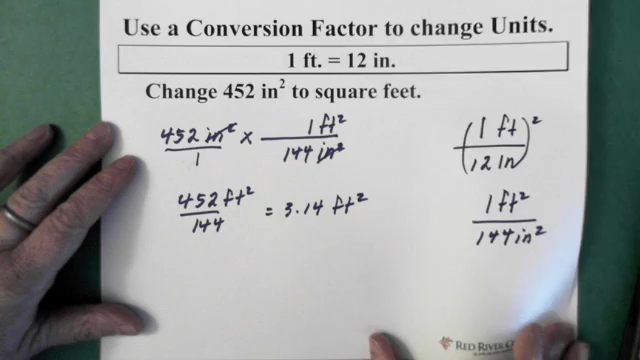 Use a Conversion Factor to change Units.
1 ft. = 12 in.
Change 452 in² to square feet.
452 in²/1 × 1 ft²/144 in²
(1 ft/12 in)²
452 ft²/144 = 3.14 ft²
1 ft²/144 in²
RED RIVER